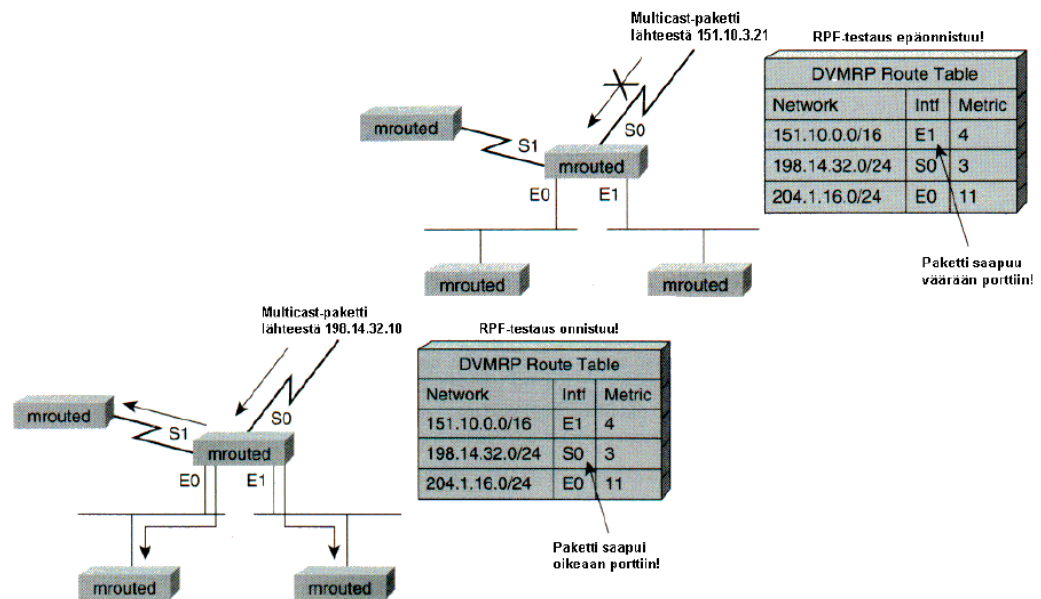 Multicast-paketti
lähteestä 151.10.3.21
RPF-testaus epäonnistuu!
DVMRP Route Table
Network Intf Metric
151.10.0.0/16 E1 4
198.14.32.0/24 S0 3
204.1.16.0/24 E0 11
Paketti saapuu
väärään porttiin!
mrouted
S1
S0
mrouted
E0
E1
mrouted
mrouted
Multicast-paketti
lähteestä 198.14.32.10
RPF-testaus onnistuu!
DVMRP Route Table
Network Intf Metric
151.10.0.0/16 E1 4
198.14.32.0/24 S0 3
204.1.16.0/24 E0 11
Paketti saapui
oikeaan porttiin!
mrouted
S1
S0
mrouted
E0
E1
mrouted
mrouted